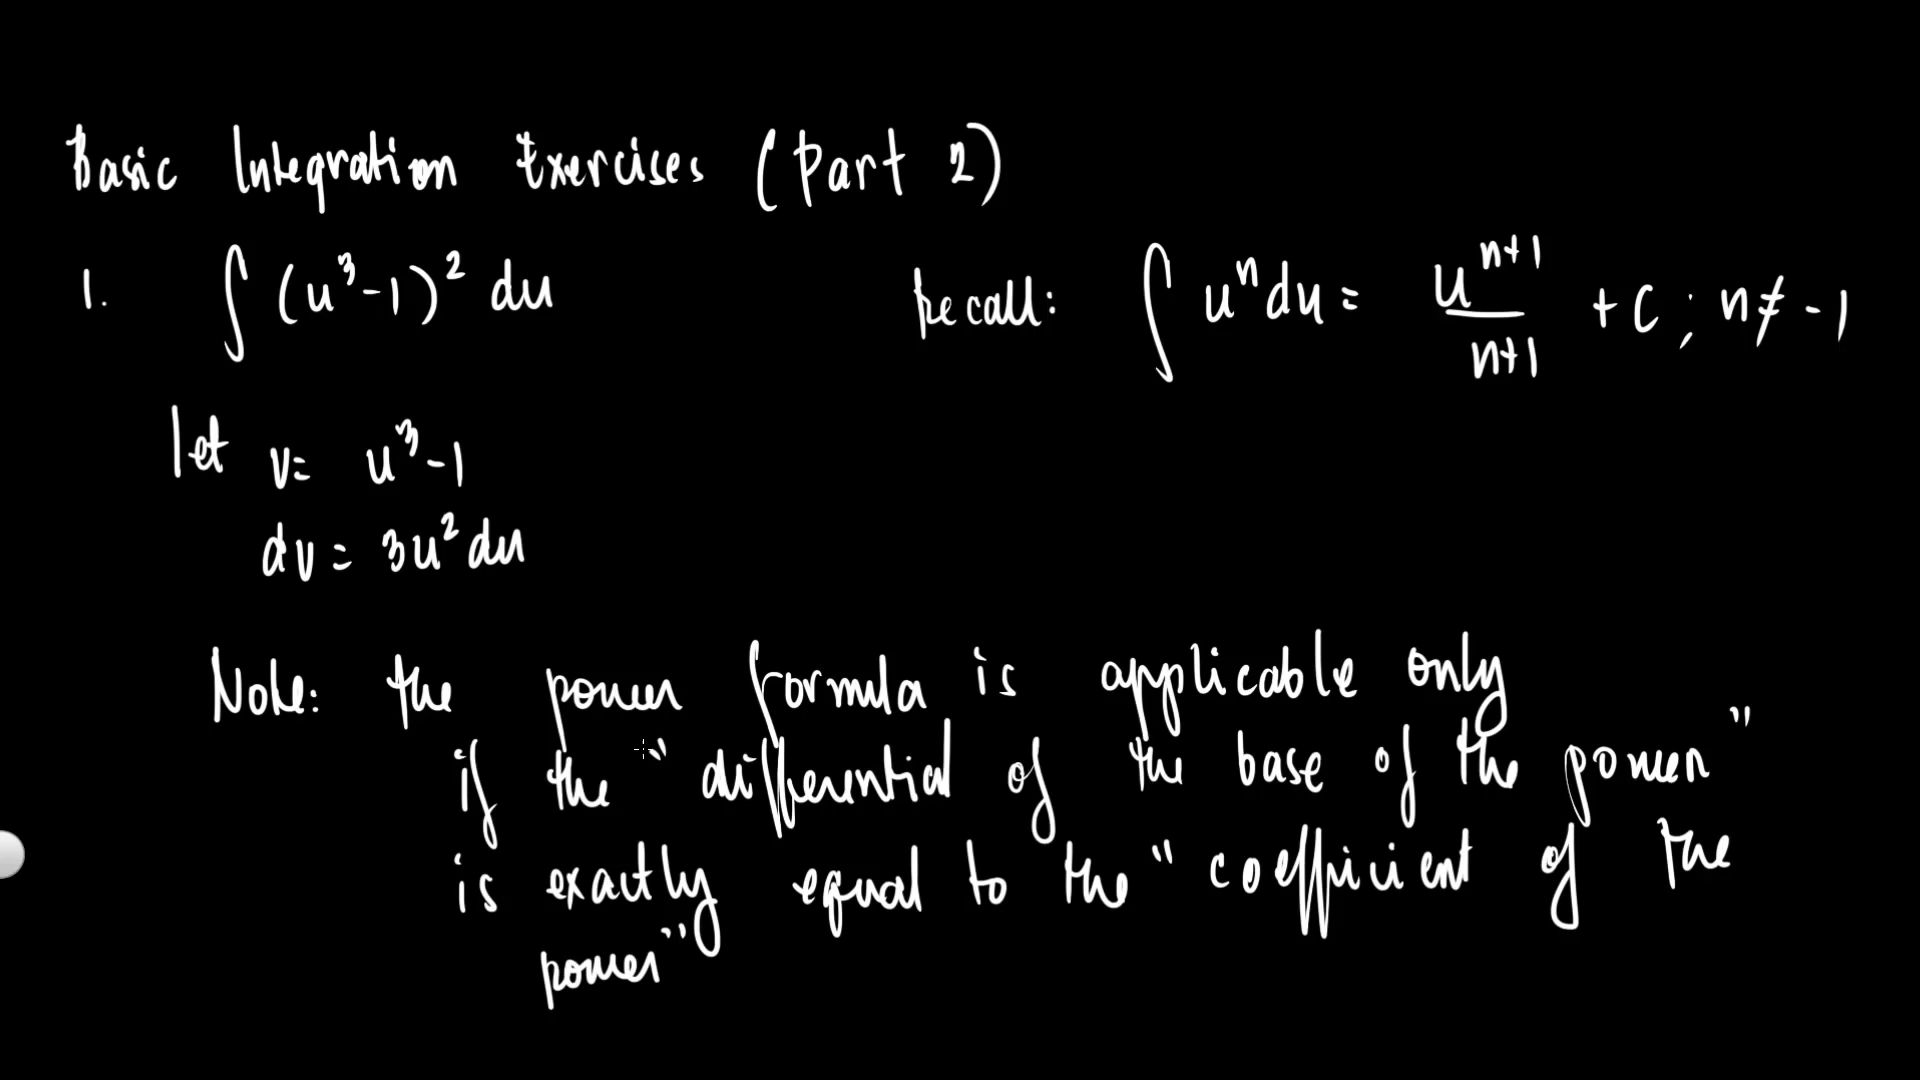 Basic Integration Exercises (Part 2)
1. ∫ (u³-1)² du
Recall: ∫ uⁿ du = uⁿ⁺¹/n+1 + C ; n ≠ -1
let v = u³-1
dv = 3u² du
Note: the power formula is applicable only
if the "differential of the base of the power"
is exactly equal to the "coefficient of the
power"